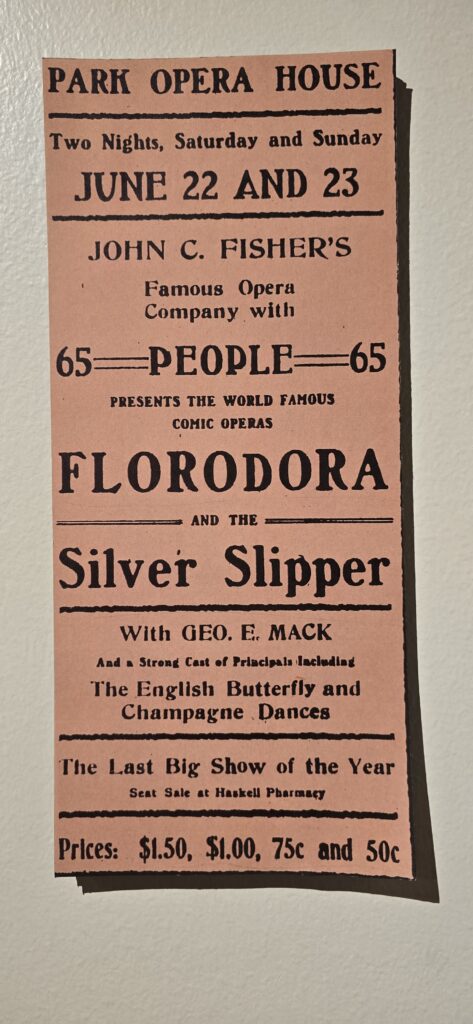 PARK OPERA HOUSE
Two Nights, Saturday and Sunday
JUNE 22 AND 23
JOHN C. FISHER'S
Famous Opera
Company with
65 PEOPLE 65
PRESENTS THE WORLD FAMOUS
COMIC OPERAS
FLORODORA
AND THE
Silver Slipper
With GEO. E. MACK
And a Strong Cast of Principals Including
The English Butterfly and
Champagne Dances
The Last Big Show of the Year
Seat Sale at Haskell Pharmacy
Prices: $1.50, $1.00, 75c and 50c